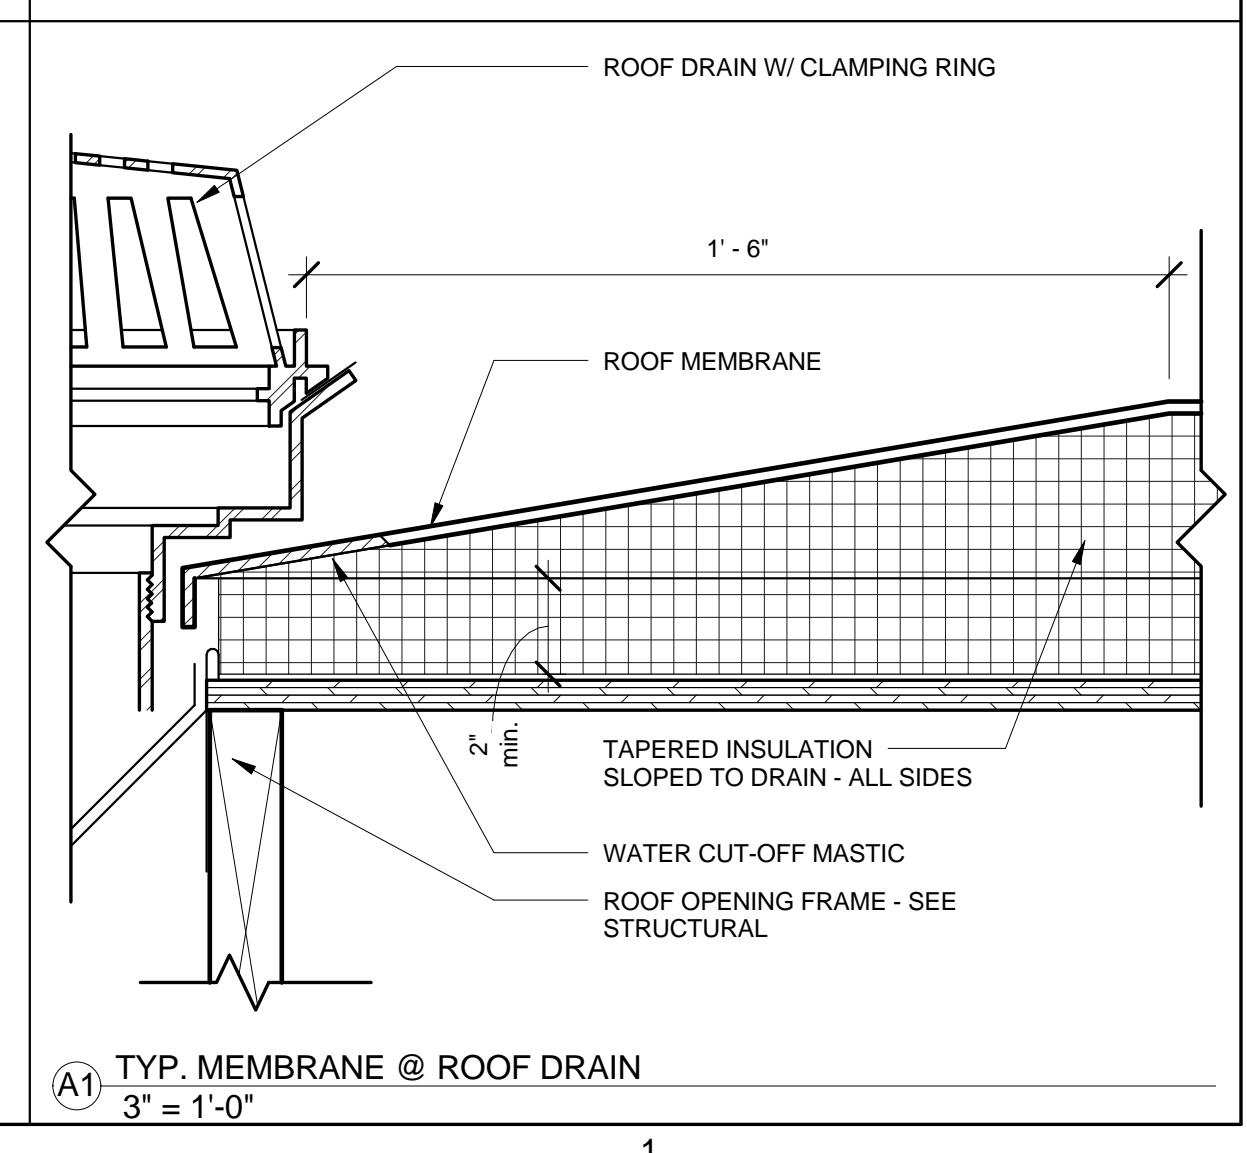 ROOF DRAIN W/ CLAMPING RING
1' - 6"
ROOF MEMBRANE
2"
min.
TAPERED INSULATION
SLOPED TO DRAIN - ALL SIDES
WATER CUT-OFF MASTIC
ROOF OPENING FRAME - SEE
STRUCTURAL
A1
TYP. MEMBRANE @ ROOF DRAIN
3" = 1'-0"
1